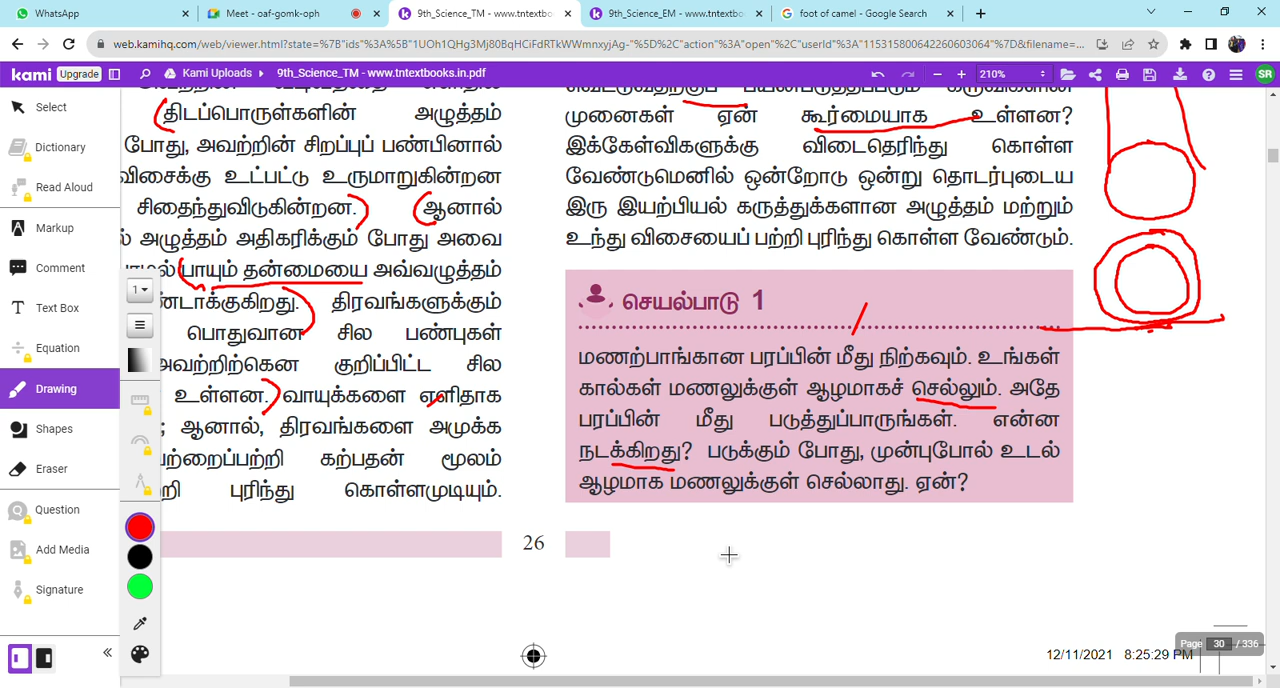 WhatsApp
Meet - oaf-gomk-oph
9th_Science_TM - www.tntextbo
9th_Science_EM - www.tntextbo
foot of camel - Google Search
web.kamihq.com/web/viewer.html?state=%7B"ids"%3A%5B"1UOh1QHg3Mj80BqHCiFdRTkWWmnxyjAg-"%5D%2C"action"%3A"open"%2C"userId"%3A"115315800642260603064"%7D&filename=...
kami Upgrade
Kami Uploads
9th_Science_TM - www.tntextbooks.in.pdf
210%
SR
Select
Dictionary
Read Aloud
Markup
Comment
Text Box
Equation
Drawing
Shapes
Eraser
Question
Add Media
Signature
1
திடப்பொருள்களின் அழுத்தம்
போது, அவற்றின் சிறப்புப் பண்பினால்
விசைக்கு உட்பட்டு உருமாறுகின்றன
சிதைந்துவிடுகின்றன. ஆனால்
அழுத்தம் அதிகரிக்கும் போது அவை
பாயும் தன்மையை அவ்வழுத்தம்
ண்டாக்குகிறது. திரவங்களுக்கும்
பொதுவான சில பண்புகள்
அவற்றிற்கென குறிப்பிட்ட சில
உள்ளன. வாயுக்களை எளிதாக
; ஆனால், திரவங்களை அமுக்க
பற்றைப்பற்றி கற்பதன் மூலம்
றி புரிந்து கொள்ளமுடியும்.
முனைகள் ஏன் கூர்மையாக உள்ளன?
இக்கேள்விகளுக்கு விடைதெரிந்து கொள்ள
வேண்டுமெனில் ஒன்றோடு ஒன்று தொடர்புடைய
இரு இயற்பியல் கருத்துக்களான அழுத்தம் மற்றும்
உந்து விசையைப் பற்றி புரிந்து கொள்ள வேண்டும்.
செயல்பாடு 1
மணற்பாங்கான பரப்பின் மீது நிற்கவும். உங்கள்
கால்கள் மணலுக்குள் ஆழமாகச் செல்லும். அதே
பரப்பின் மீது படுத்துப்பாருங்கள். என்ன
நடக்கிறது? படுக்கும் போது, முன்புபோல் உடல்
ஆழமாக மணலுக்குள் செல்லாது. ஏன்?
26
12/11/2021 8:25:29 PM
Page 30 / 336